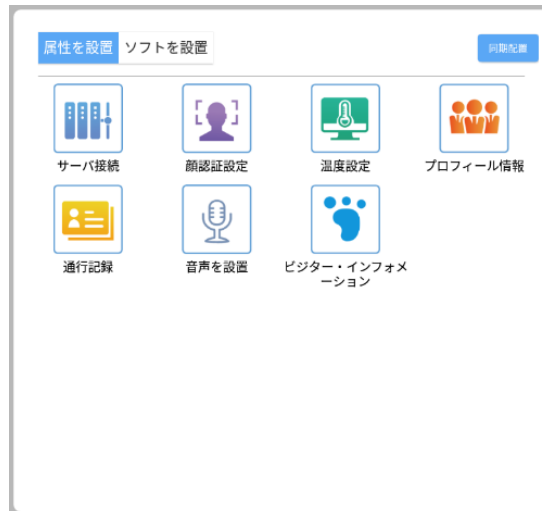 属性を設置 ソフトを設置 同期配置
サーバ接続 顔認証設定 温度設定 プロフィール情報
通行記録 音声を設置 ビジター・インフォメ
ーション